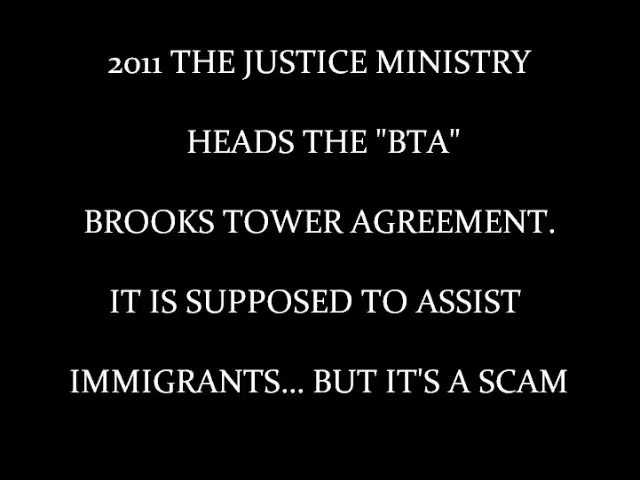 2011 THE JUSTICE MINISTRY
HEADS THE "BTA"
BROOKS TOWER AGREEMENT.
IT IS SUPPOSED TO ASSIST
IMMIGRANTS... BUT IT'S A SCAM